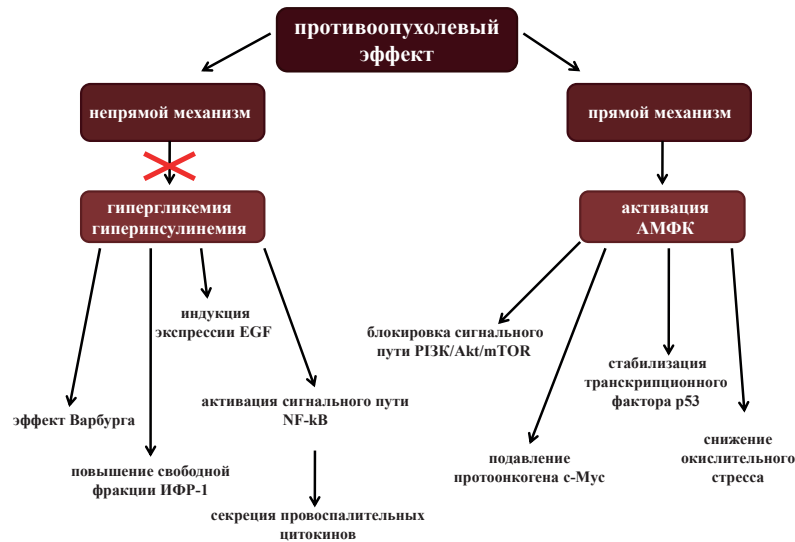 противоопухолевый
эффект
непрямой механизм
прямой механизм
гипергликемия
гиперинсулинемия
активация
АМФК
индукция
экспрессии EGF
блокировка сигнального
пути PI3K/Akt/mTOR
стабилизация
транскрипционного
фактора p53
эффект Варбурга
активация сигнального пути
NF-kB
повышение свободной
фракции ИФР-1
подавление
протоонкогена c-Myc
снижение
окислительного
стресса
секреция провоспалительных
цитокинов